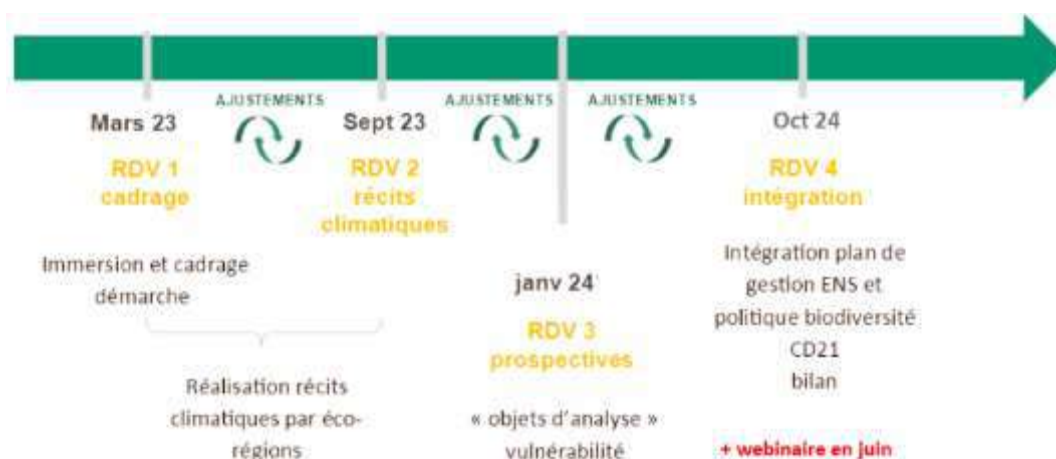 AJUSTEMENTS
AJUSTEMENTS
AJUSTEMENTS
Mars 23
RDV 1
cadrage
Immersion et cadrage
démarche
Sept 23
RDV 2
récits
climatiques
Réalisation récits
climatiques par éco-
régions
janv 24
RDV 3
prospectives
« objets d'analyse »
vulnérabilité
Oct 24
RDV 4
intégration
Intégration plan de
gestion ENS et
politique biodiversité
CD21
bilan
+ webinaire en juin